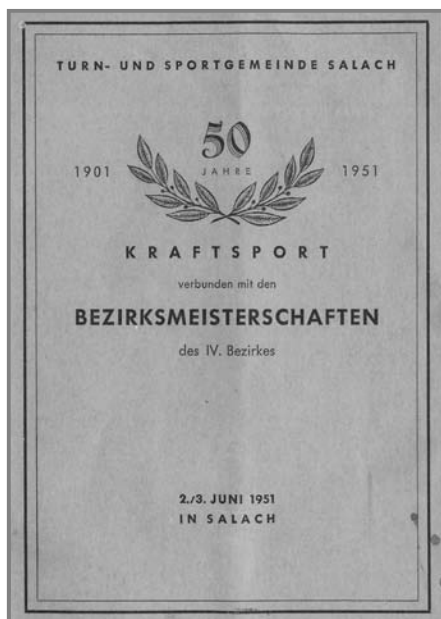 TURN- UND SPORTGEMEINDE SALACH
50
JAHRE
1901
1951
KRAFTSPORT
verbunden mit den
BEZIRKSMEISTERSCHAFTEN
des IV. Bezirkes
2./3. JUNI 1951
IN SALACH